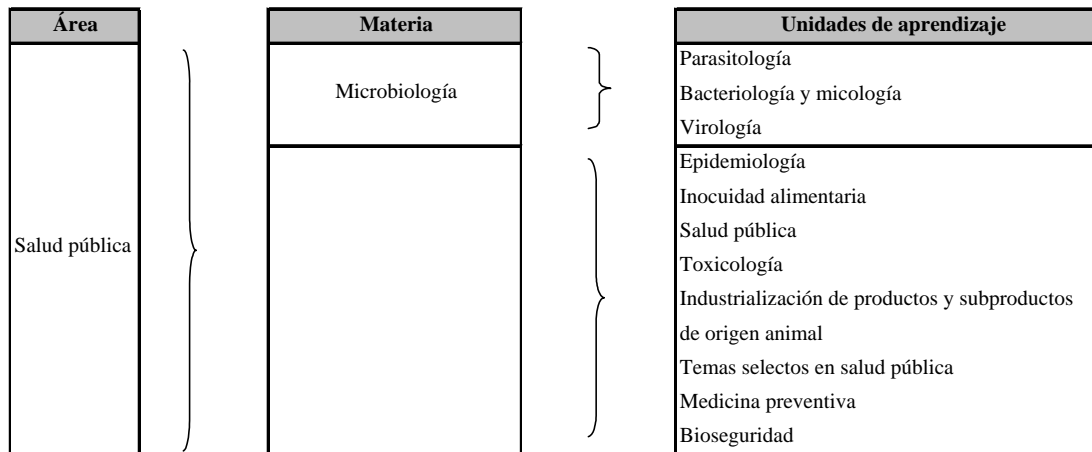 Área
Materia
Unidades de aprendizaje
Salud pública
Microbiología
Parasitología
Bacteriología y micología
Virología
Epidemiología
Inocuidad alimentaria
Salud pública
Toxicología
Industrialización de productos y subproductos
de origen animal
Temas selectos en salud pública
Medicina preventiva
Bioseguridad